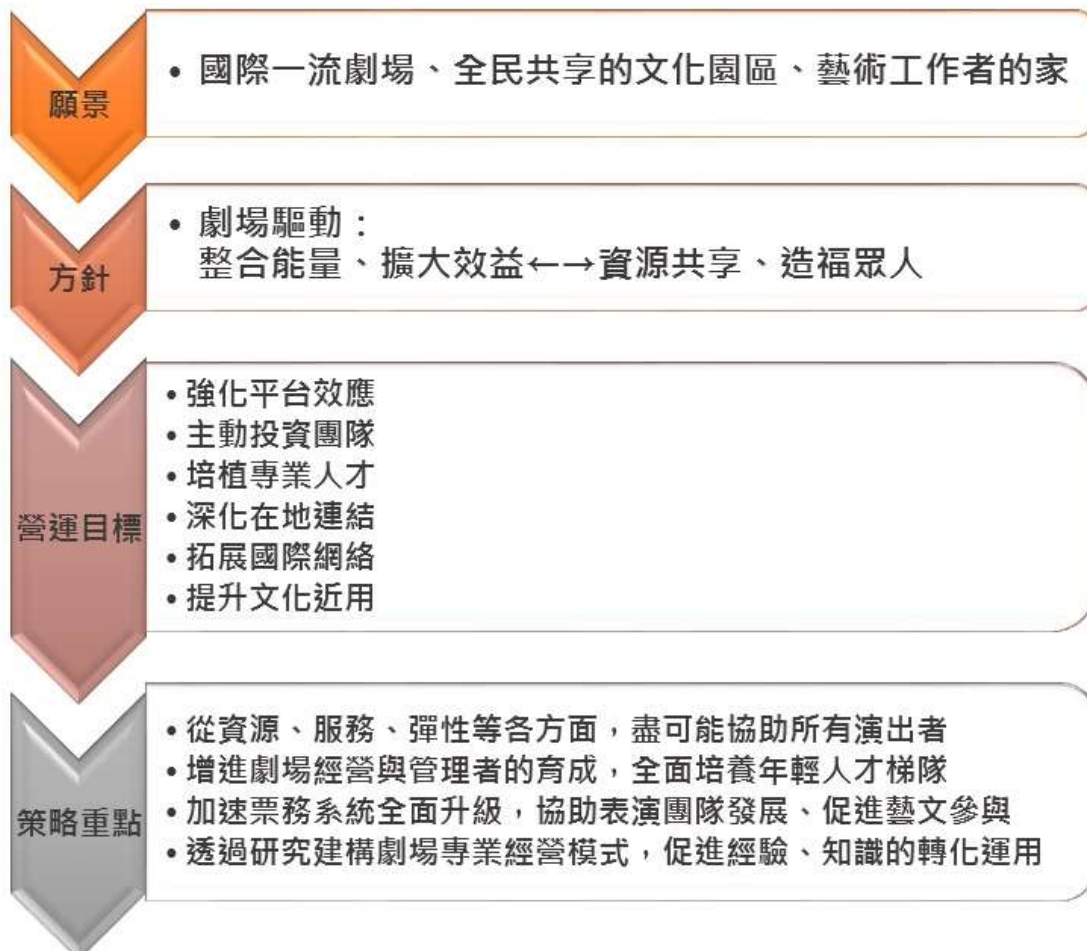 願景
• 國際一流劇場、全民共享的文化園區、藝術工作者的家
方針
• 劇場驅動：
整合能量、擴大效益←→資源共享、造福眾人
營運目標
• 強化平台效應
• 主動投資團隊
• 培植專業人才
• 深化在地連結
• 拓展國際網絡
• 提升文化近用
策略重點
• 從資源、服務、彈性等各方面，盡可能協助所有演出者
• 增進劇場經營與管理者的育成，全面培養年輕人才梯隊
• 加速票務系統全面升級，協助表演團隊發展、促進藝文參與
• 透過研究建構劇場專業經營模式，促進經驗、知識的轉化運用